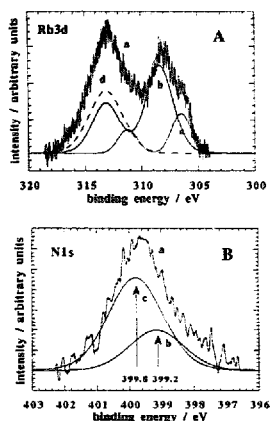 Rb3d
a
A
d
b
c
intensity / arbitrary units
320 315 310 305 300
binding energy / eV
N1s
a
B
c
b
399.8 399.2
intensity / arbitrary units
403 402 401 400 399 398 397 396
binding energy / eV